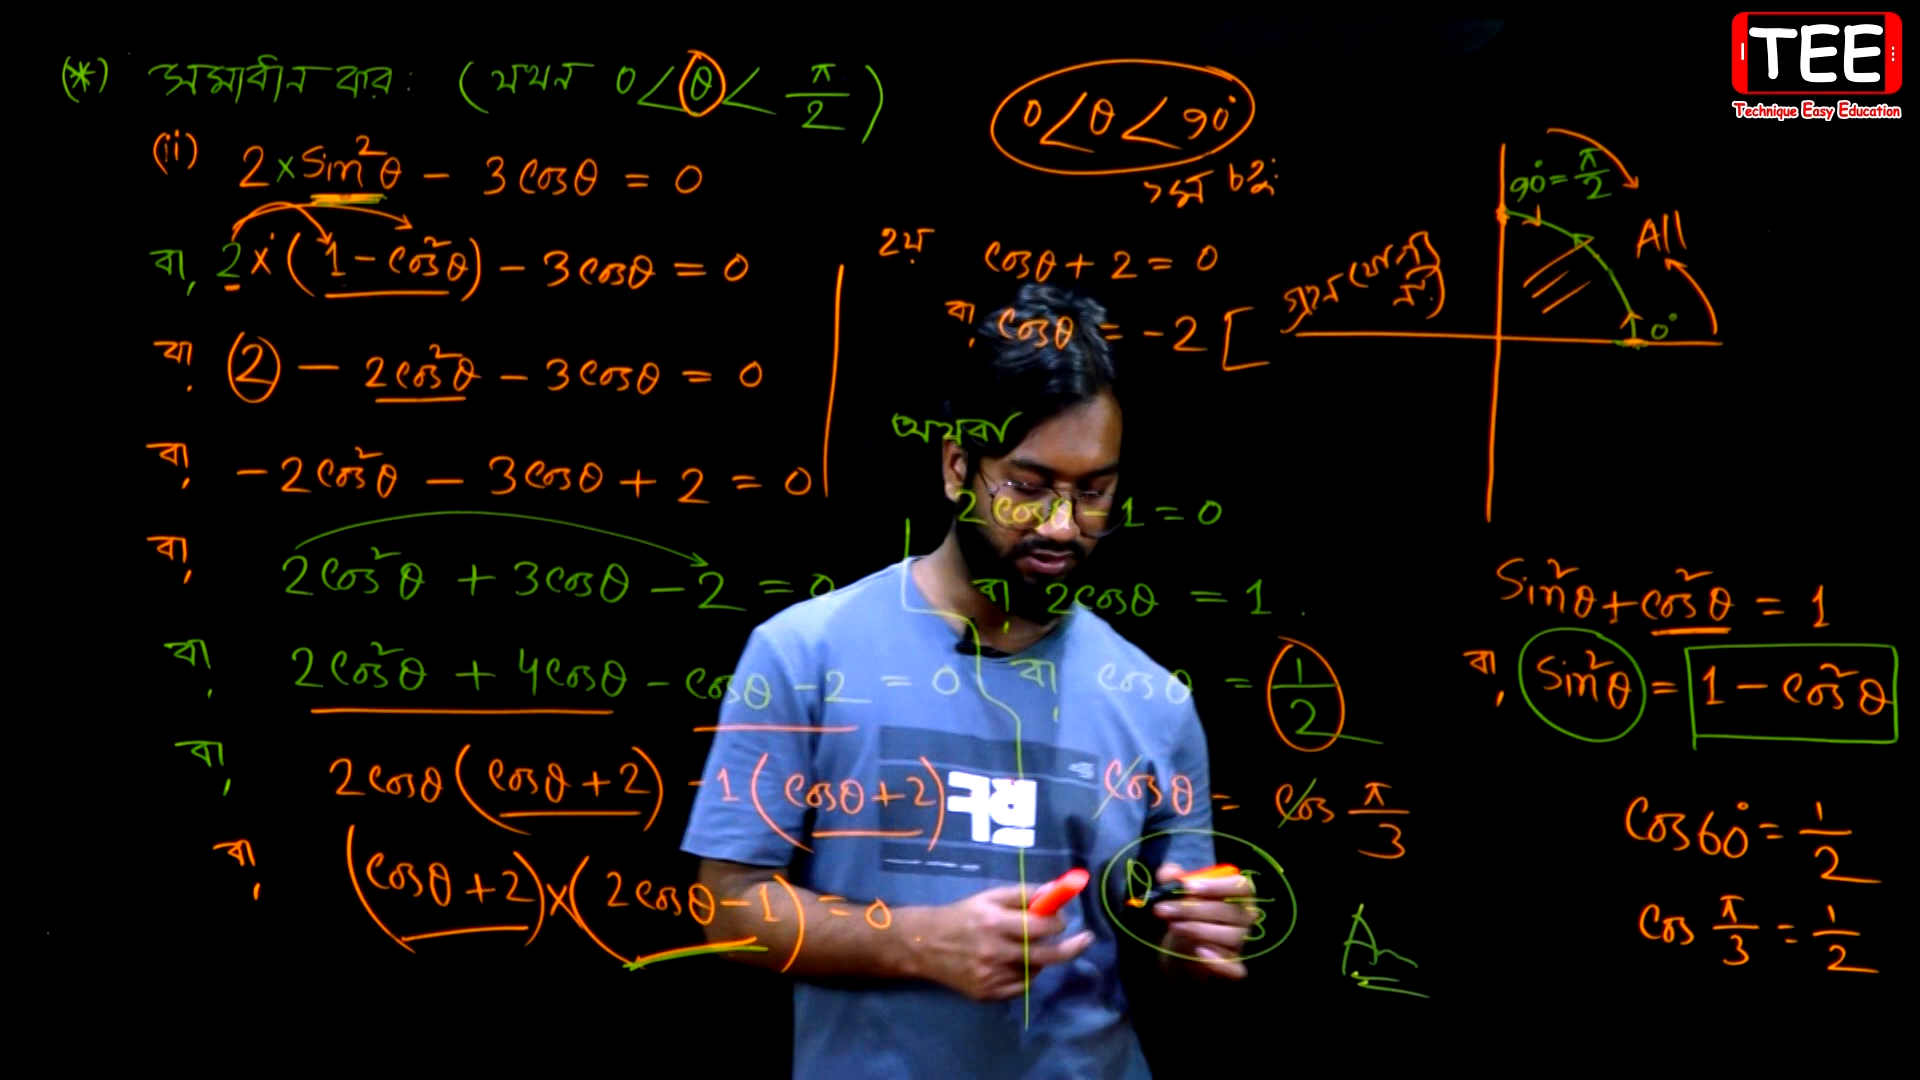 (*) সমাধান কর: (যখন 0 < θ < π/2)
(ii) 2 × Sin²θ − 3cosθ = 0
বা, 2 × (1 − cos²θ) − 3cosθ = 0
বা, 2 − 2cos²θ − 3cosθ = 0
বা, −2cos²θ − 3cosθ + 2 = 0
বা, 2cos²θ + 3cosθ − 2 = 0
বা, 2cos²θ + 4cosθ − cosθ − 2 = 0
বা, 2cosθ(cosθ + 2) − 1(cosθ + 2)
বা, (cosθ + 2) × (2cosθ − 1) = 0
0 < θ < 90°
১ম
হয় cosθ + 2 = 0
বা, cosθ = −2 [
অথবা
2cosθ − 1 = 0
বা, 2cosθ = 1
বা, cosθ = 1/2
cosθ = cos π/3
θ = π/3
Ans
90° = π/2
All
0°
Sin²θ + cos²θ = 1
বা, Sin²θ = 1 − cos²θ
Cos60° = 1/2
Cos π/3 = 1/2
TEE
Technique Easy Education
RF